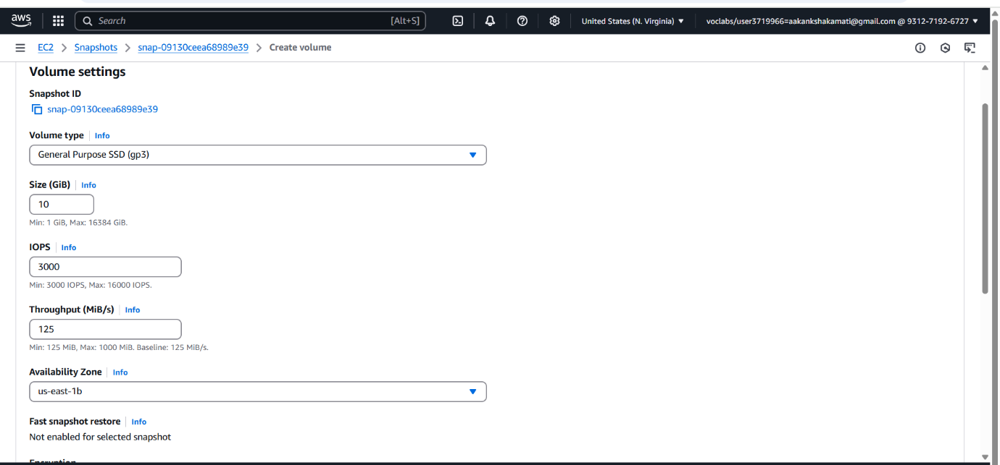 aws
Search [Alt+S] United States (N. Virginia) voclabs/user3719966=aakankshakamati@gmail.com @ 9312-7192-6727
EC2 Snapshots snap-09130ceea68989e39 Create volume
Volume settings
Snapshot ID
snap-09130ceea68989e39
Volume type Info
General Purpose SSD (gp3)
Size (GiB) Info
10
Min: 1 GiB, Max: 16384 GiB.
IOPS Info
3000
Min: 3000 IOPS, Max: 16000 IOPS.
Throughput (MiB/s) Info
125
Min: 125 MiB, Max: 1000 MiB. Baseline: 125 MiB/s.
Availability Zone Info
us-east-1b
Fast snapshot restore Info
Not enabled for selected snapshot
Encryption